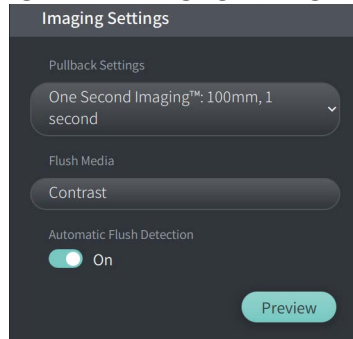 Imaging Settings
Pullback Settings
One Second Imaging™: 100mm, 1
second
Flush Media
Contrast
Automatic Flush Detection
On
Preview